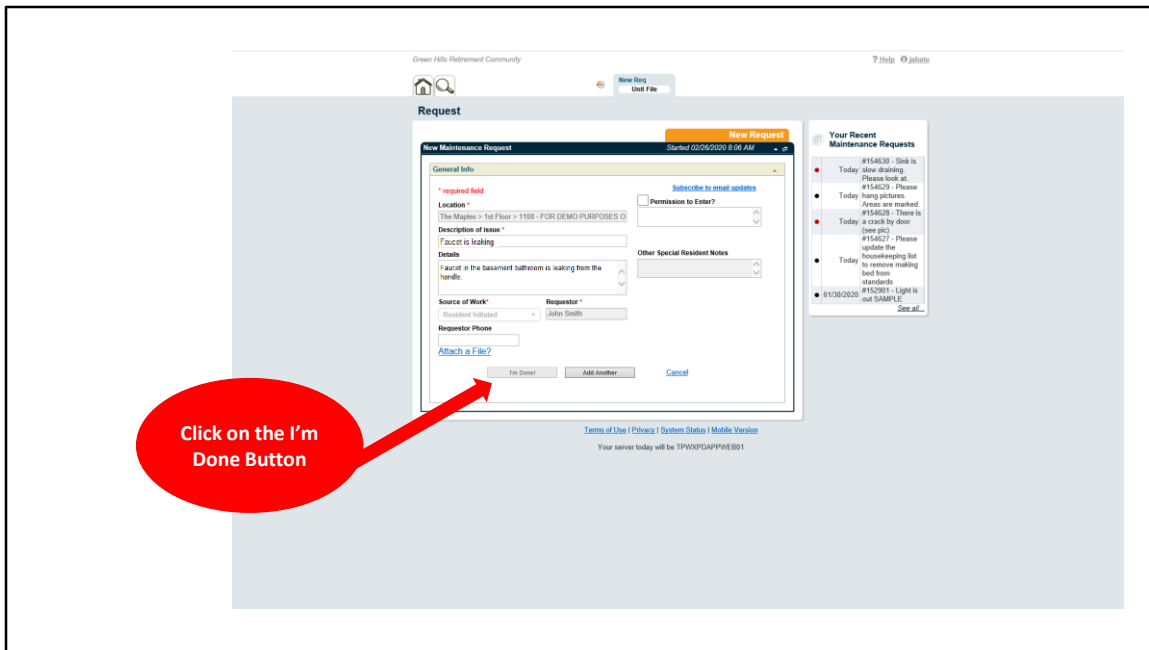 Green Hills Retirement Community
? Help jabate
New Req
Unit File
Request
New Request
New Maintenance Request Started 02/26/2020 8:06 AM
General Info
* required field
Subscribe to email updates
Location *
Permission to Enter?
The Maples > 1st Floor > 1108 - FOR DEMO PURPOSES O
Description of issue *
Faucet is leaking
Details
Other Special Resident Notes
Faucet in the basement bathroom is leaking from the
handle.
Source of Work* Requestor *
Resident Initiated John Smith
Requestor Phone
Attach a File?
I'm Done! Add Another Cancel
Your Recent
Maintenance Requests
#154630 - Sink is
Today slow draining.
Please look at.
#154629 - Please
Today hang pictures.
Areas are marked.
#154628 - There is
Today a crack by door
(see pic)
#154627 - Please
update the
housekeeping list
Today to remove making
bed from
standards
01/30/2020 #152901 - Light is
out SAMPLE
See all...
Click on the I’m
Done Button
Terms of Use | Privacy | System Status | Mobile Version
Your server today will be TPWXPDAPPWEB01